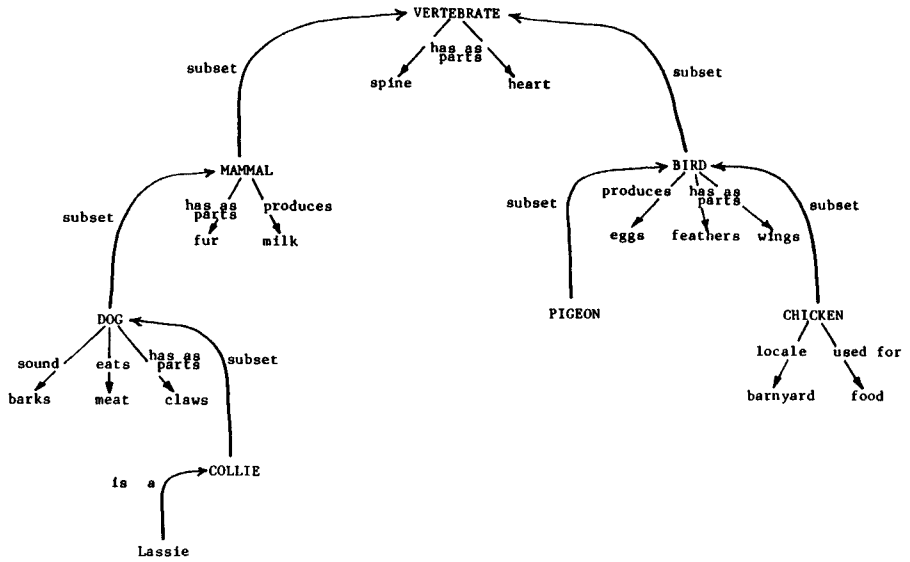 VERTEBRATE
has as
parts
subset
subset
spine
heart
MAMMAL
BIRD
has as
parts
produces
produces
has as
parts
subset
subset
subset
fur
milk
eggs
feathers
wings
DOG
PIGEON
CHICKEN
sound
eats
has as
parts
subset
locale
used for
barks
meat
claws
barnyard
food
COLLIE
is a
Lassie